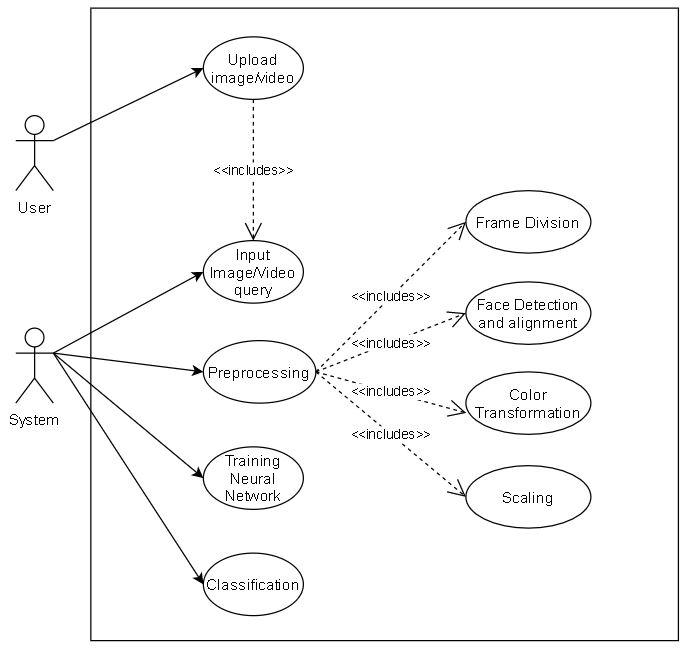 Upload
image/video
User
<<includes>>
Input
Image/Video
query
System
Preprocessing
Training
Neural
Network
Classification
<<includes>>
<<includes>>
<<includes>>
<<includes>>
Frame Division
Face Detection
and alignment
Color
Transformation
Scaling